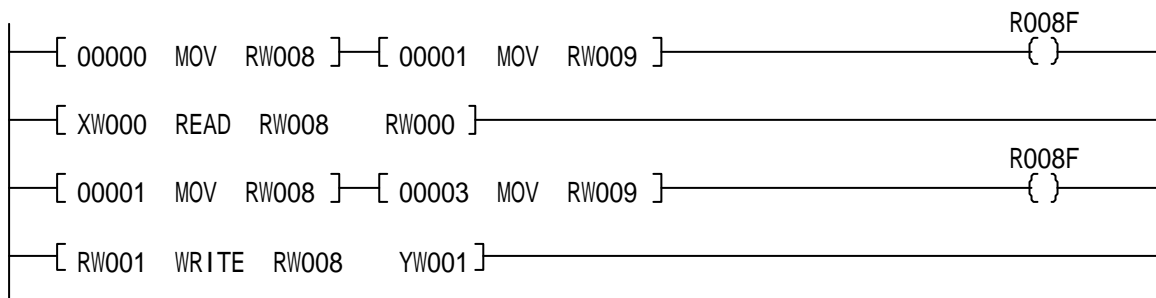 R008F
00000 MOV RW008 00001 MOV RW009
XW000 READ RW008 RW000
R008F
00001 MOV RW008 00003 MOV RW009
RW001 WRITE RW008 YW001